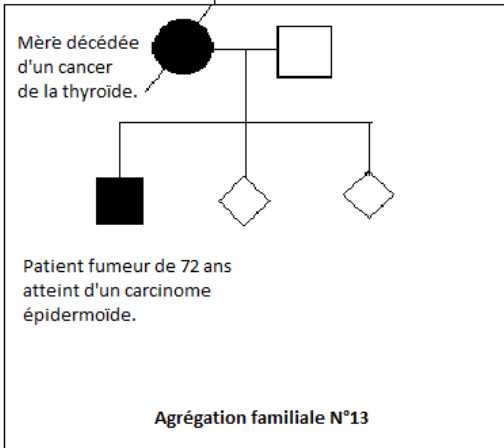 Mère décédée
d'un cancer
de la thyroïde.
Patient fumeur de 72 ans
atteint d'un carcinome
épidermoïde.
Agrégation familiale N°13